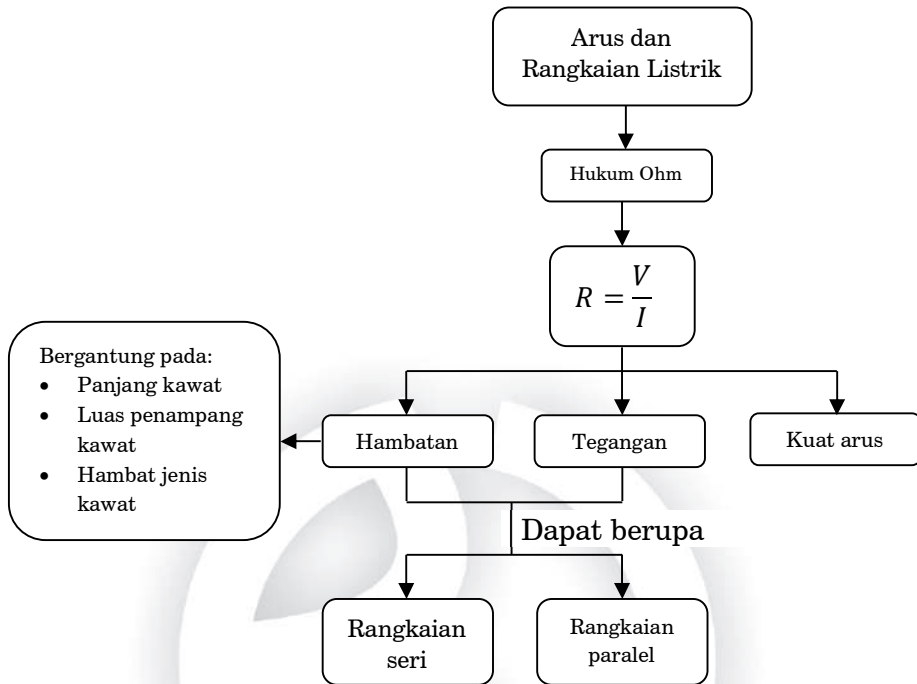 Arus dan
Rangkaian Listrik
Hukum Ohm
R = V/I
Bergantung pada:
• Panjang kawat
• Luas penampang
kawat
• Hambat jenis
kawat
Hambatan
Tegangan
Kuat arus
Dapat berupa
Rangkaian
seri
Rangkaian
paralel